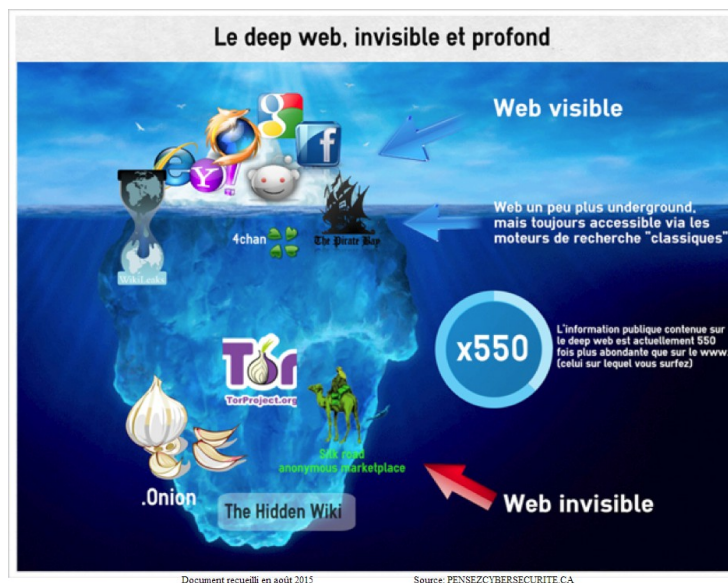 Le deep web, invisible et profond
Web visible
g
f
e
Y!
Web un peu plus underground,
mais toujours accessible via les
moteurs de recherche "classiques"
4chan
The Pirate Bay
WikiLeaks
x550
L'information publique contenue sur
le deep web est actuellement 550
fois plus abondante que sur le www
(celui sur lequel vous surfez)
Tor
TorProject.org
Silk road
anonymous marketplace
.Onion
The Hidden Wiki
Web invisible
Document recueilli en août 2015
Source: PENSEZCYBERSECURITE.CA